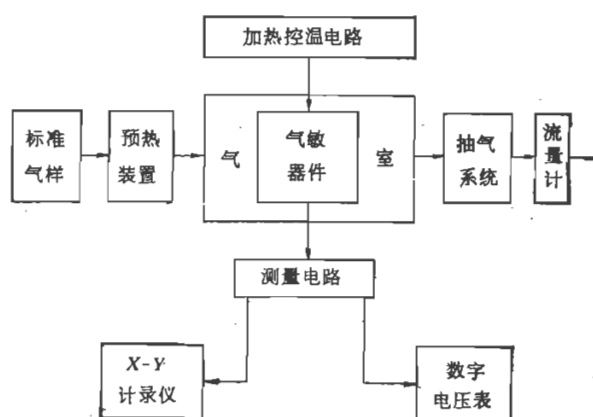 加热控温电路
标准
气样
预热
装置
气
气敏
器件
室
抽气
系统
流
量
计
测量电路
X-Y
计录仪
数字
电压表